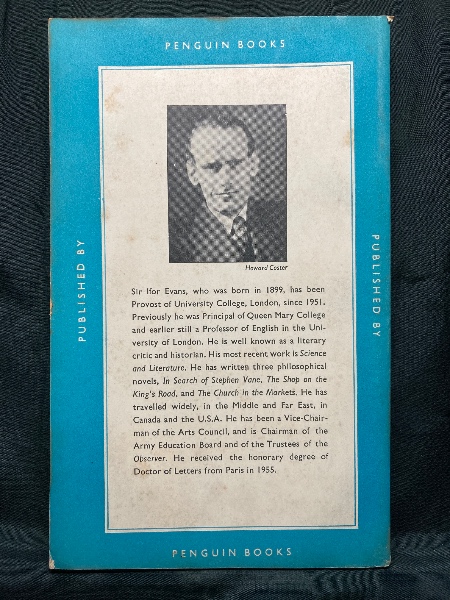 PENGUIN BOOKS
PUBLISHED BY
PUBLISHED BY
Howard Coster
Sir Ifor Evans, who was born in 1899, has been
Provost of University College, London, since 1951.
Previously he was Principal of Queen Mary College
and earlier still a Professor of English in the Uni-
versity of London. He is well known as a literary
critic and historian. His most recent work is Science
and Literature. He has written three philosophical
novels, In Search of Stephen Vane, The Shop on the
King's Road, and The Church in the Markets. He has
travelled widely, in the Middle and Far East, in
Canada and the U.S.A. He has been a Vice-Chair-
man of the Arts Council, and is Chairman of the
Army Education Board and of the Trustees of the
Observer. He received the honorary degree of
Doctor of Letters from Paris in 1955.
PENGUIN BOOKS